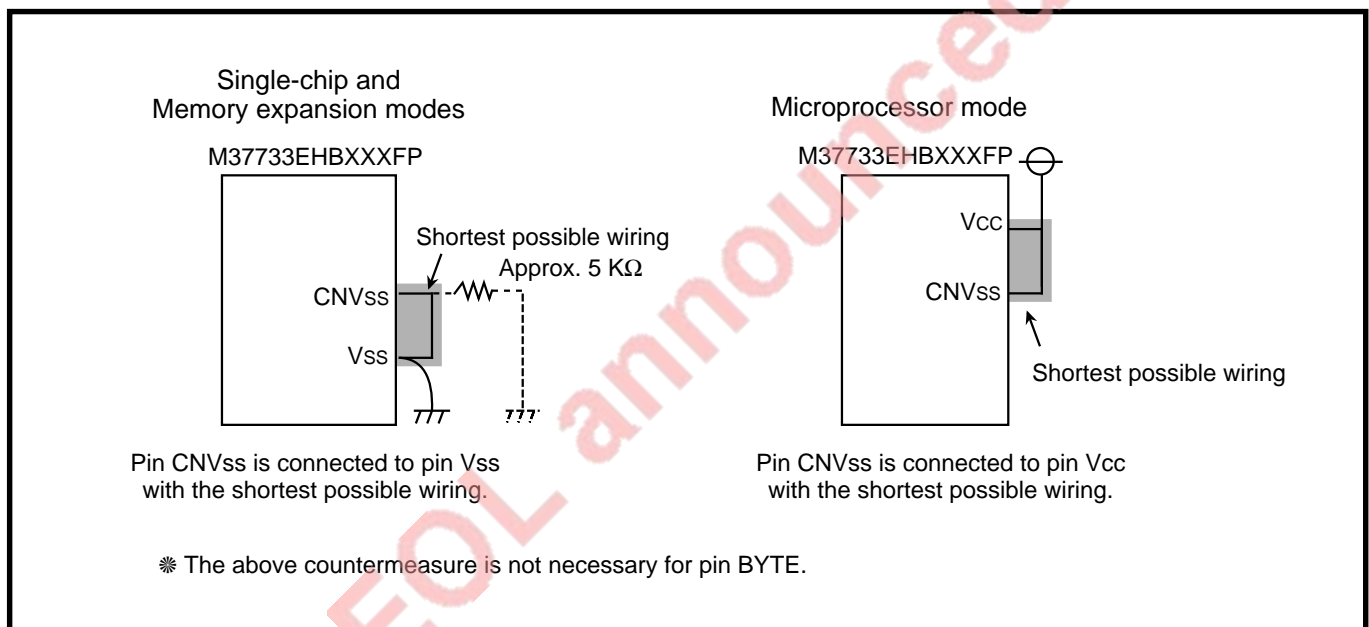 Single-chip and
Memory expansion modes
M37733EHBXXXFP
Shortest possible wiring
Approx. 5 KΩ
CNVSS
VSS
Pin CNVss is connected to pin Vss
with the shortest possible wiring.
Microprocessor mode
M37733EHBXXXFP
VCC
CNVSS
Shortest possible wiring
Pin CNVss is connected to pin Vcc
with the shortest possible wiring.
❋ The above countermeasure is not necessary for pin BYTE.
EOL announced